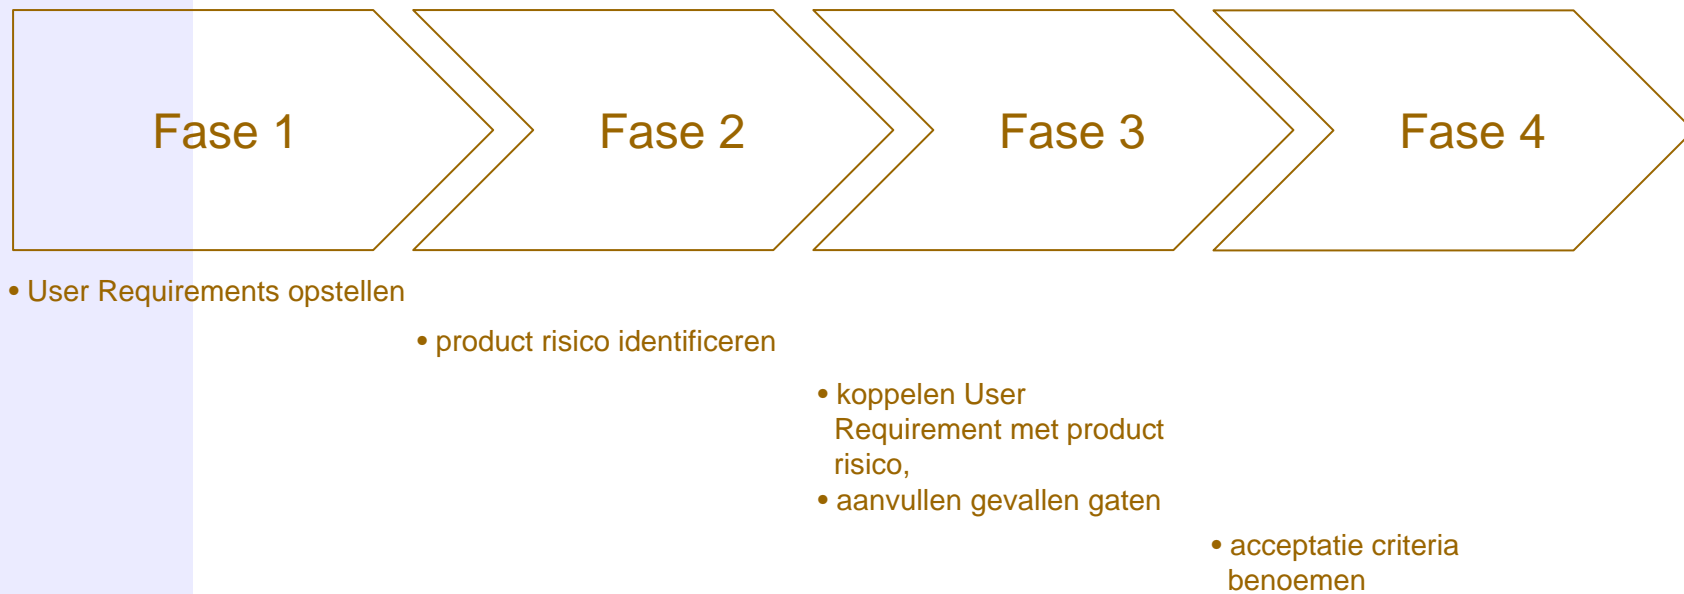 Fase 1
Fase 2
Fase 3
Fase 4
• User Requirements opstellen
• product risico identificeren
• koppelen User
Requirement met product
risico,
• aanvullen gevallen gaten
• acceptatie criteria
benoemen